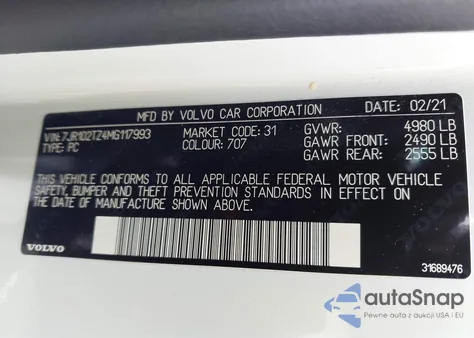 MFD BY VOLVO CAR CORPORATION DATE: 02/21
VIN: 7JR102TZ4MG117993 MARKET CODE: 31 GVWR: 4980 LB
TYPE: PC COLOUR: 707 GAWR FRONT: 2490 LB
GAWR REAR: 2555 LB
THIS VEHICLE CONFORMS TO ALL APPLICABLE FEDERAL MOTOR VEHICLE
SAFETY, BUMPER AND THEFT PREVENTION STANDARDS IN EFFECT ON
THE DATE OF MANUFACTURE SHOWN ABOVE.
VOLVO
31689476
autoSnap
Pewne auta z aukcji USA i EU